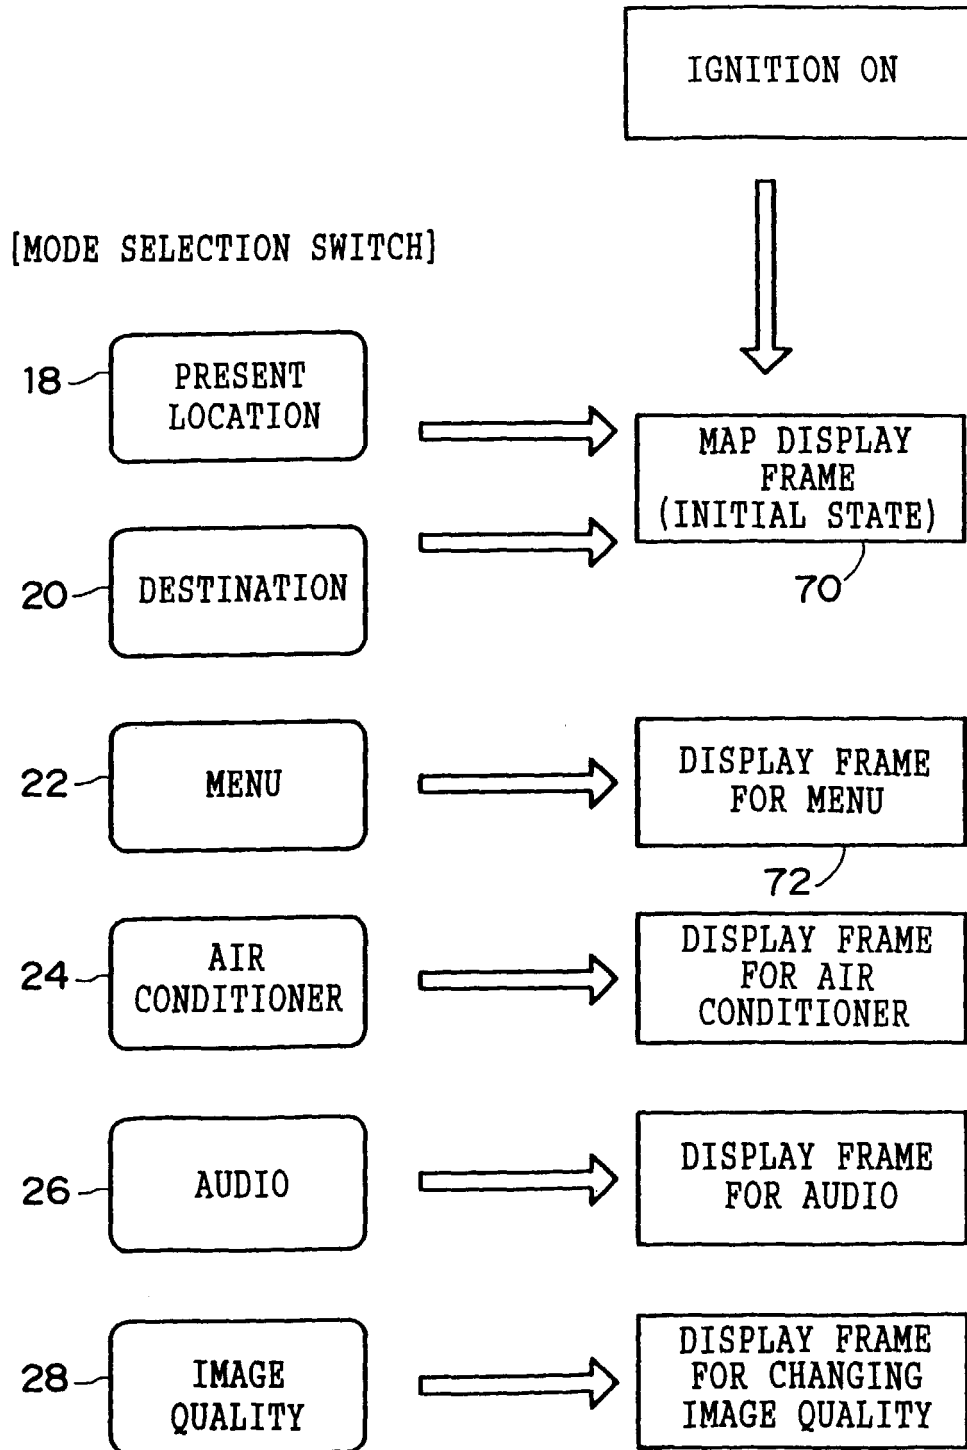 IGNITION ON
[MODE SELECTION SWITCH]
18
PRESENT
LOCATION
MAP DISPLAY
FRAME
(INITIAL STATE)
70
20
DESTINATION
22
MENU
DISPLAY FRAME
FOR MENU
72
24
AIR
CONDITIONER
DISPLAY FRAME
FOR AIR
CONDITIONER
26
AUDIO
DISPLAY FRAME
FOR AUDIO
28
IMAGE
QUALITY
DISPLAY FRAME
FOR CHANGING
IMAGE QUALITY